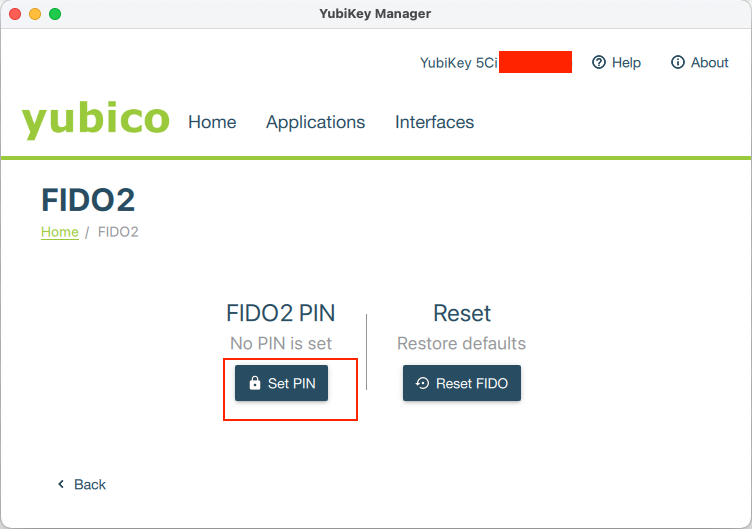 YubiKey Manager
YubiKey 5Ci Help About
yubico Home Applications Interfaces
FIDO2
Home / FIDO2
FIDO2 PIN Reset
No PIN is set Restore defaults
Set PIN Reset FIDO
Back